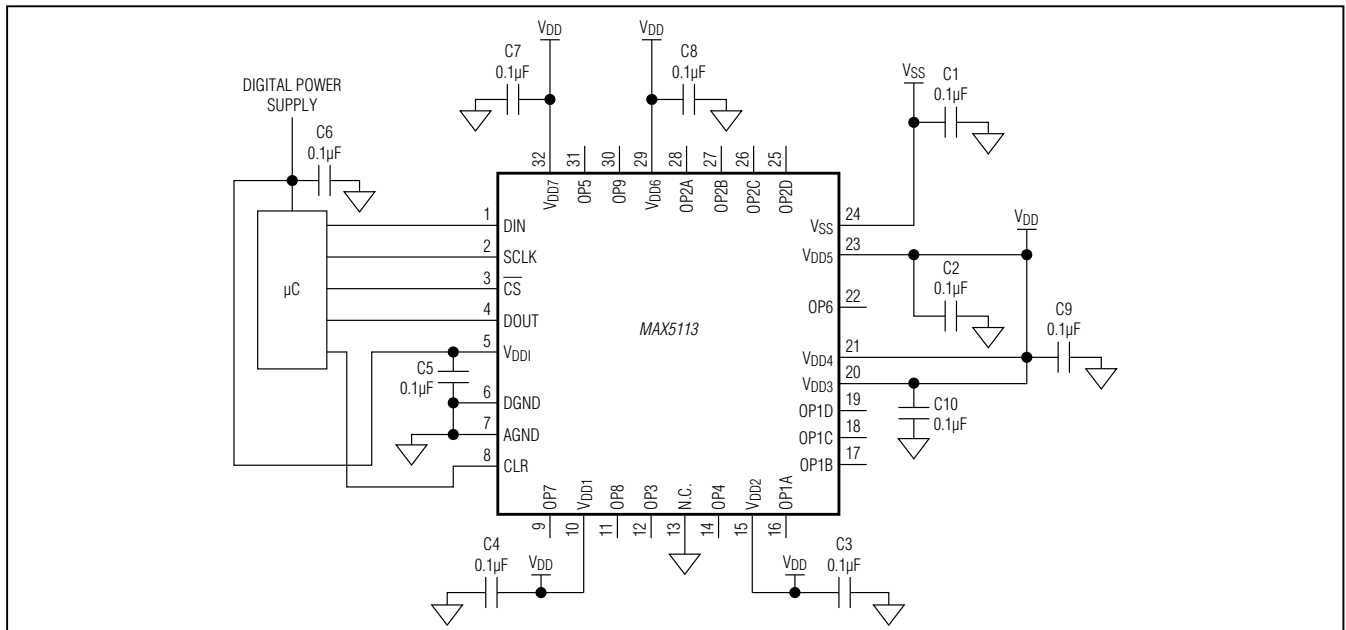 DIGITAL POWER
SUPPLY
C6
0.1µF
C7
0.1µF
VDD
VDD
C8
0.1µF
VSS
C1
0.1µF
32
31
30
29
28
27
26
25
VDD7
OP5
OP9
VDD6
OP2A
OP2B
OP2C
OP2D
µC
1
DIN
2
SCLK
3
CS
4
DOUT
5
VDDI
C5
0.1µF
6
DGND
7
AGND
8
CLR
MAX5113
24
VSS
VDD
23
VDD5
C2
0.1µF
22
OP6
C9
0.1µF
21
VDD4
20
VDD3
19
OP1D
C10
0.1µF
18
OP1C
17
OP1B
OP7
VDD1
OP8
OP3
N.C.
OP4
VDD2
OP1A
9
10
11
12
13
14
15
16
C4
0.1µF
VDD
VDD
C3
0.1µF